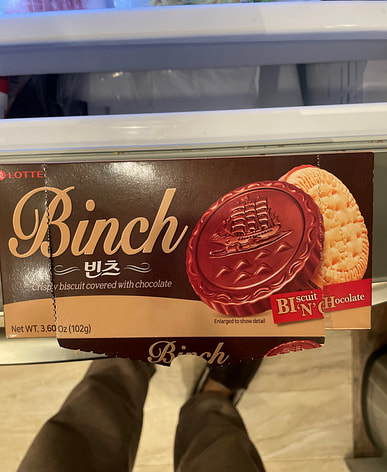 LOTTE
Binch
빈츠
Crispy biscuit covered with chocolate
Net WT. 3.60 Oz (102g)
Enlarged to show detail
BIscuit 'N' CHocolate
Binch